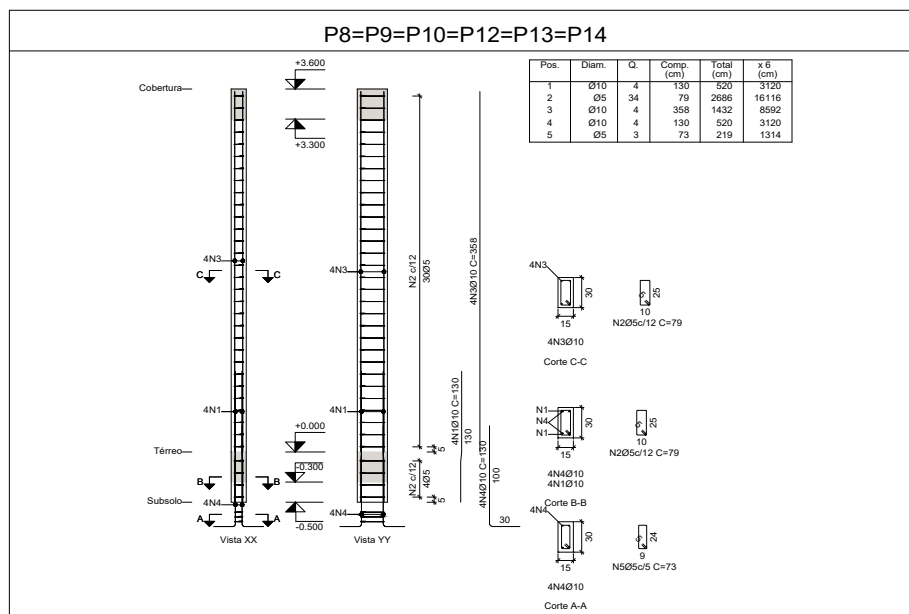 P8=P9=P10=P12=P13=P14
Pos. Diam. Q. Comp. (cm) Total (cm) x 6 (cm)
1 Ø10 4 130 520 3120
2 Ø5 34 79 2686 16116
3 Ø10 4 358 1432 8592
4 Ø10 4 130 520 3120
5 Ø5 3 73 219 1314
+3.600
Cobertura
+3.300
4N3
C C
4N1
+0.000
Térreo
-0.300
B B
Subsolo
4N4
A A
-0.500
Vista XX
4N3
4N1
4N4
Vista YY
N2 c/12
30Ø5
5
N2 c/12
4Ø5
5
4N1Ø10 C=130
130
4N3Ø10 C=358
4N4Ø10 C=130
100
30
4N3
30
15
4N3Ø10
Corte C-C
5
25
10
N2Ø5c/12 C=79
N1
N4
N1
30
15
4N4Ø10
4N1Ø10
Corte B-B
5
25
10
N2Ø5c/12 C=79
4N4
30
15
4N4Ø10
Corte A-A
5
24
9
N5Ø5c/5 C=73